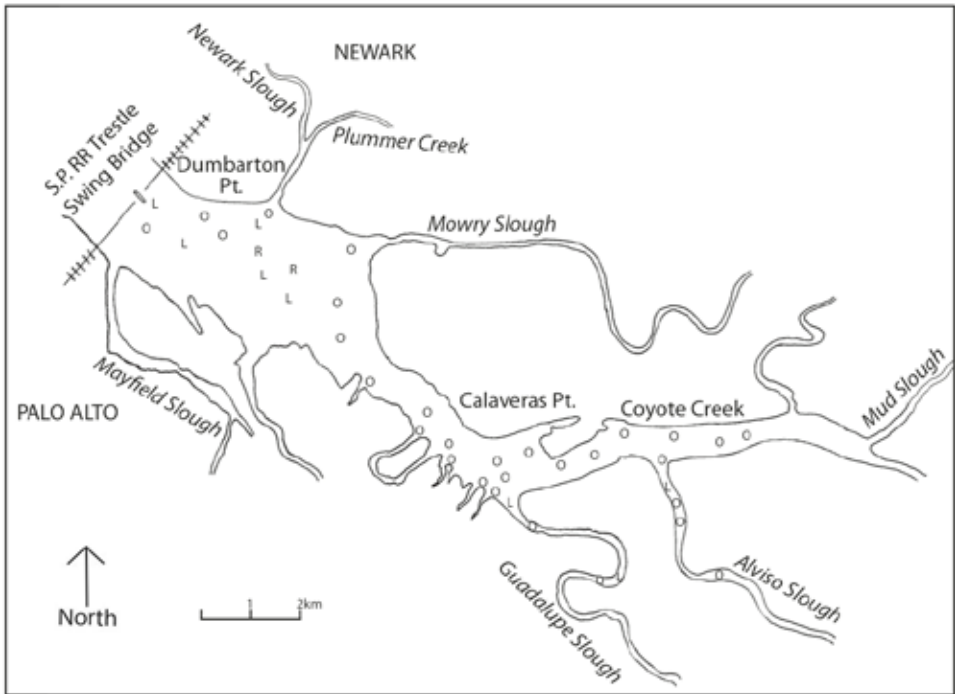 NEWARK
Newark Slough
Plummer Creek
S.P. RR Trestle
Swing Bridge
Dumbarton
Pt.
L
L
Mowry Slough
L
R
R
L
L
Mayfield Slough
PALO ALTO
Calaveras Pt.
Coyote Creek
Mud Slough
L
L
Guadalupe Slough
Alviso Slough
North
1
2km